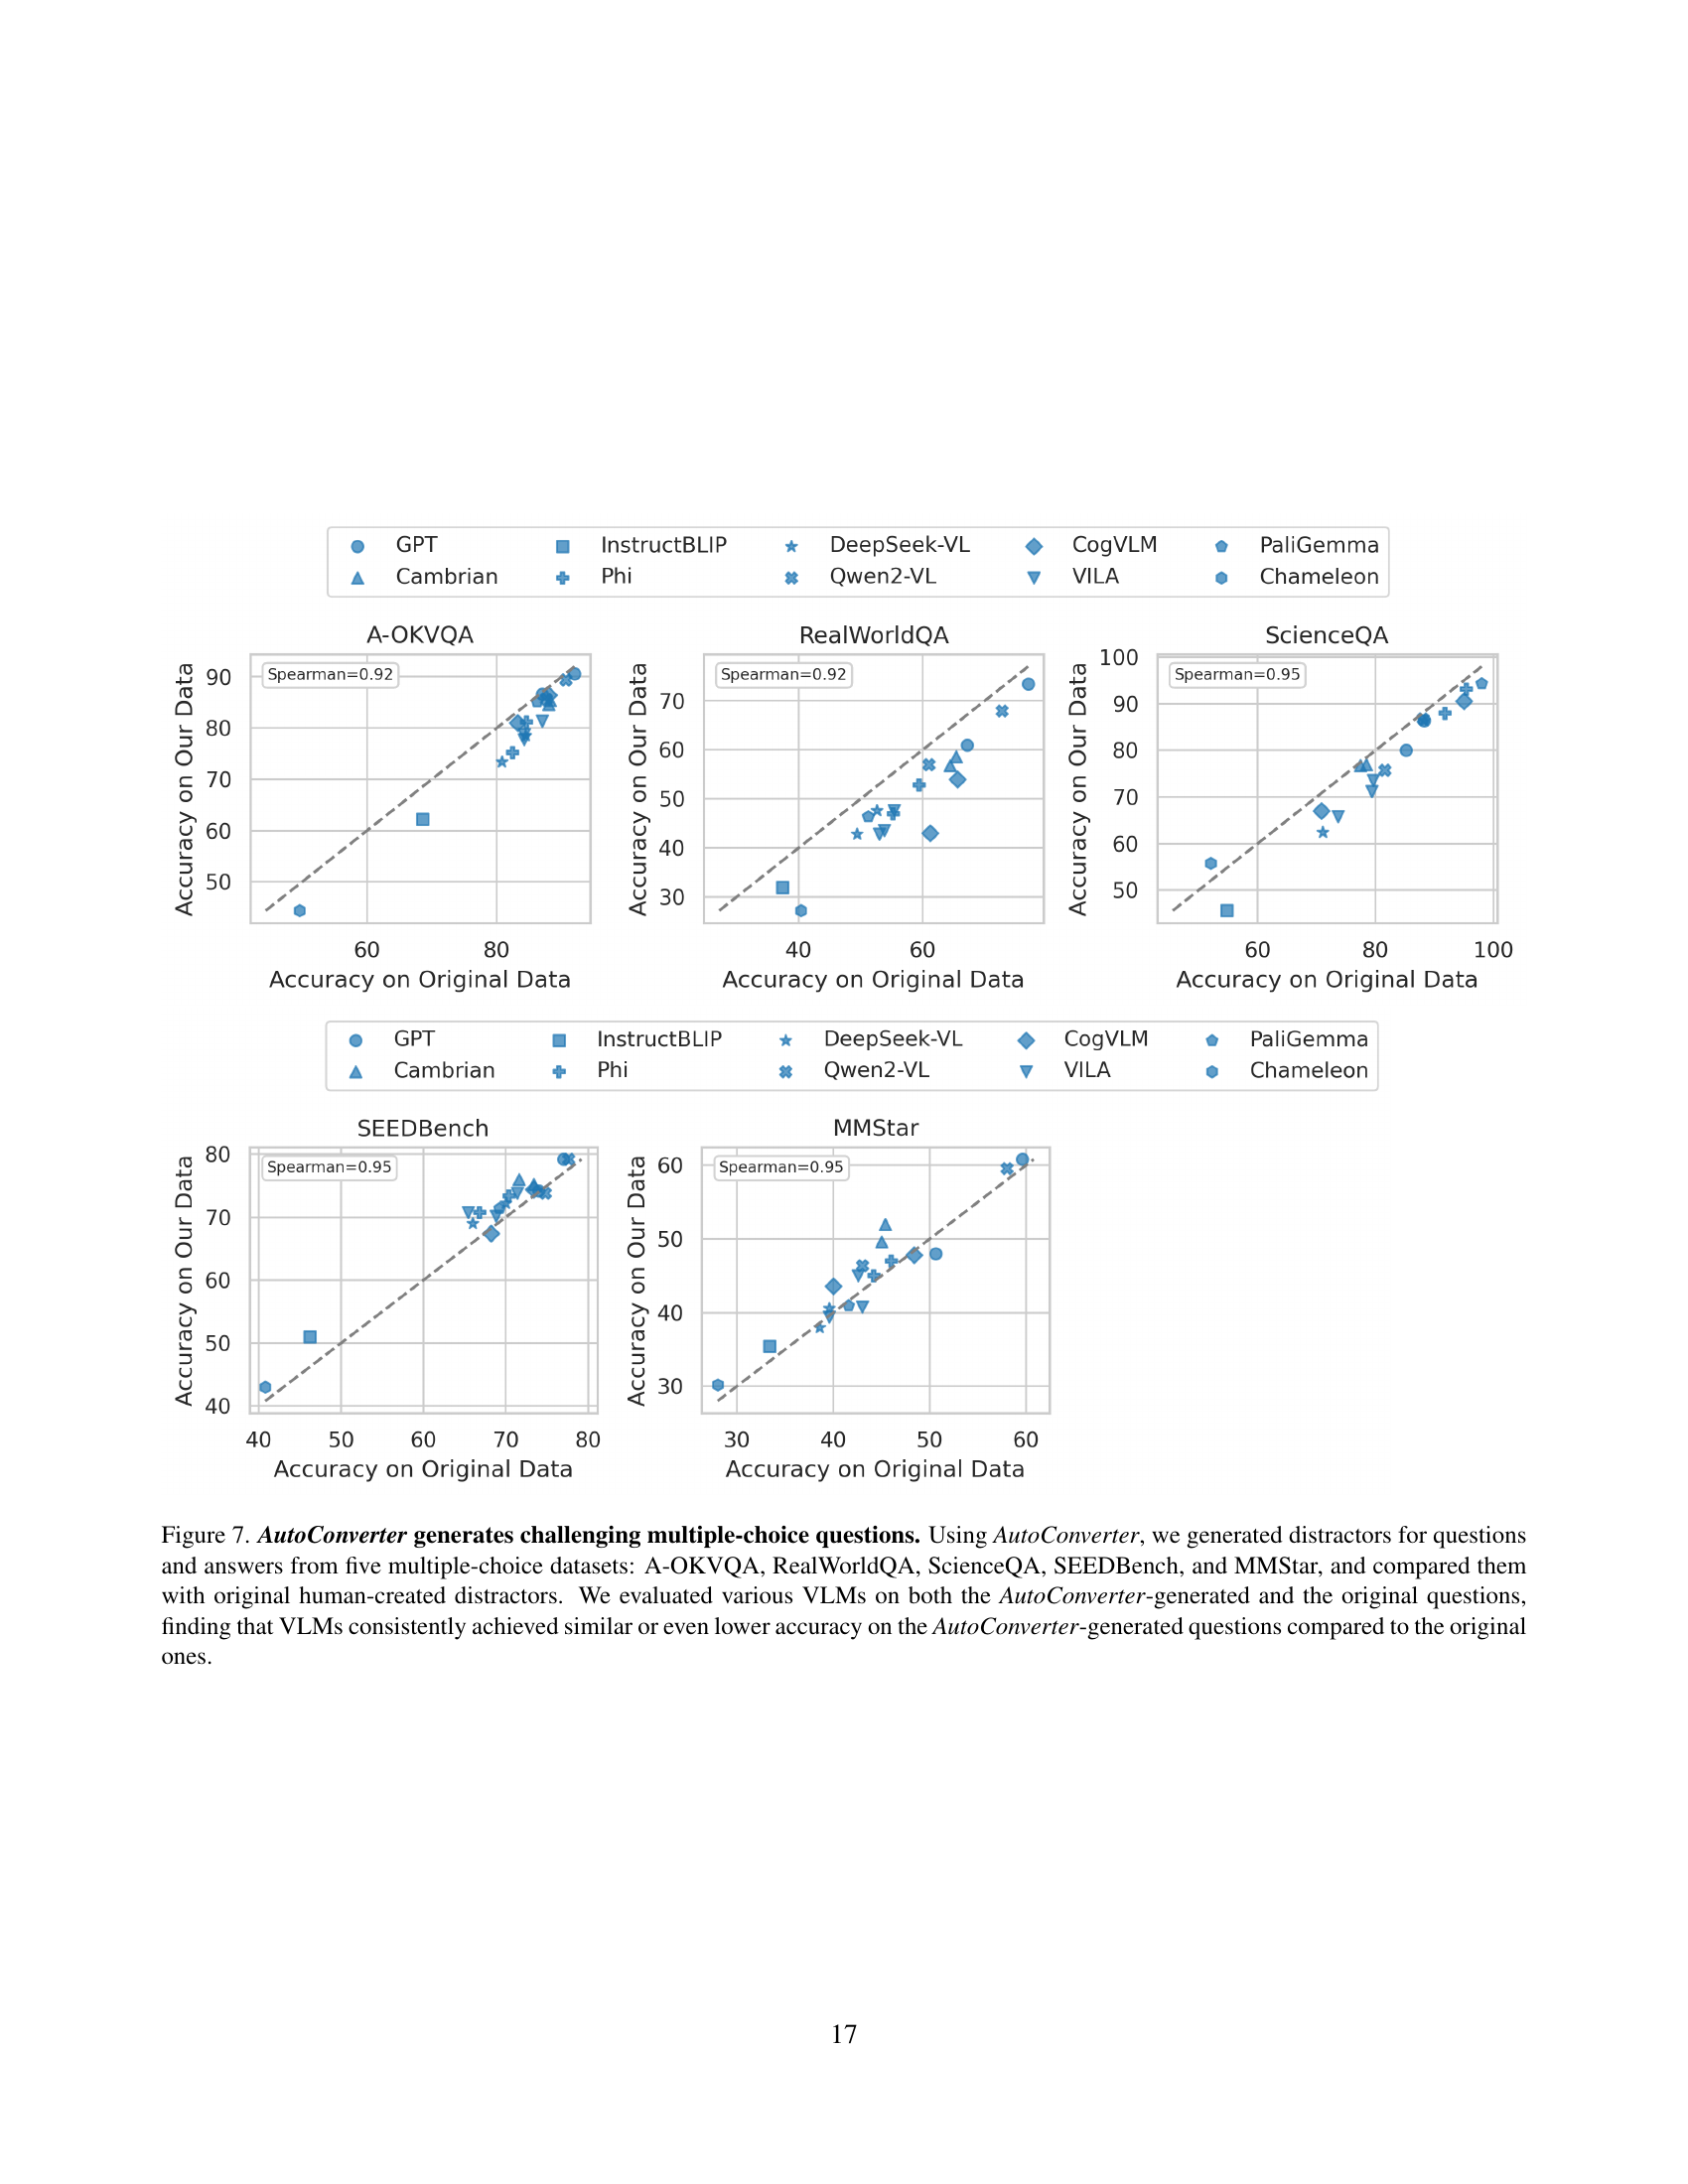 GPT InstructBLIP DeepSeek-VL CogVLM PaliGemma
Cambrian Phi Qwen2-VL VILA Chameleon
A-OKVQA
Spearman=0.92
Accuracy on Our Data
90
80
70
60
50
60 80
Accuracy on Original Data
RealWorldQA
Spearman=0.92
Accuracy on Our Data
70
60
50
40
30
40 60
Accuracy on Original Data
ScienceQA
Spearman=0.95
Accuracy on Our Data
100
90
80
70
60
50
60 80 100
Accuracy on Original Data
GPT InstructBLIP DeepSeek-VL CogVLM PaliGemma
Cambrian Phi Qwen2-VL VILA Chameleon
SEEDBench
Spearman=0.95
Accuracy on Our Data
80
70
60
50
40
40 50 60 70 80
Accuracy on Original Data
MMStar
Spearman=0.95
Accuracy on Our Data
60
50
40
30
30 40 50 60
Accuracy on Original Data
Figure 7. AutoConverter generates challenging multiple-choice questions. Using AutoConverter, we generated distractors for questions
and answers from five multiple-choice datasets: A-OKVQA, RealWorldQA, ScienceQA, SEEDBench, and MMStar, and compared them
with original human-created distractors. We evaluated various VLMs on both the AutoConverter-generated and the original questions,
finding that VLMs consistently achieved similar or even lower accuracy on the AutoConverter-generated questions compared to the original
ones.
17